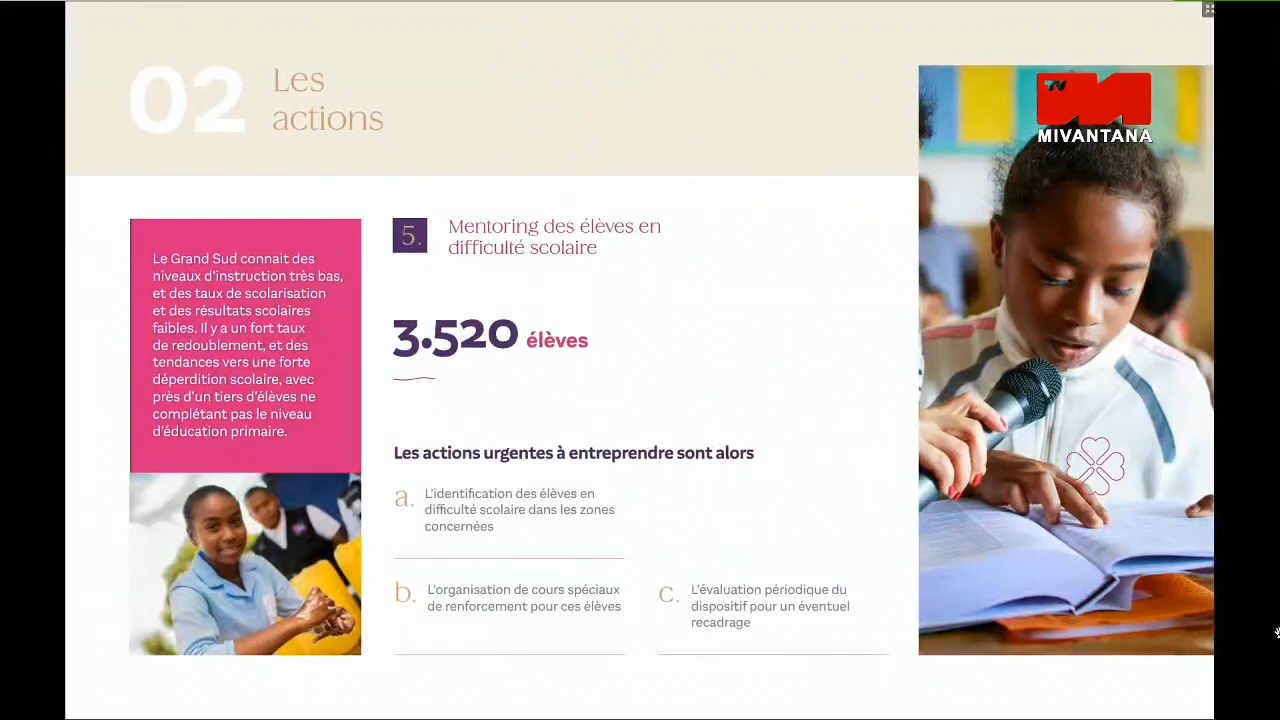 02
Les
actions
TV
MIVANTANA
Le Grand Sud connait des
niveaux d'instruction très bas,
et des taux de scolarisation
et des résultats scolaires
faibles. Il y a un fort taux
de redoublement, et des
tendances vers une forte
déperdition scolaire, avec
près d'un tiers d'élèves ne
complétant pas le niveau
d'éducation primaire.
5.
Mentoring des élèves en
difficulté scolaire
3.520 élèves
Les actions urgentes à entreprendre sont alors
a. L'identification des élèves en
difficulté scolaire dans les zones
concernées
b. L'organisation de cours spéciaux
de renforcement pour ces élèves
c. L'évaluation périodique du
dispositif pour un éventuel
recadrage